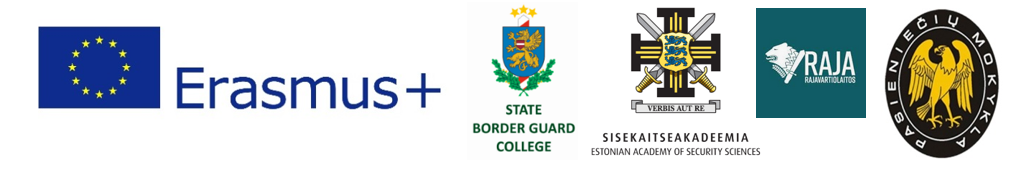 Erasmus+
STATE
BORDER GUARD
COLLEGE
VERBIS AUT RE
SISEKAITSEAKADEEMIA
ESTONIAN ACADEMY OF SECURITY SCIENCES
RAJA
RAJAVARTIOLAITOS
PASIENIEČIŲ MOKYKLA